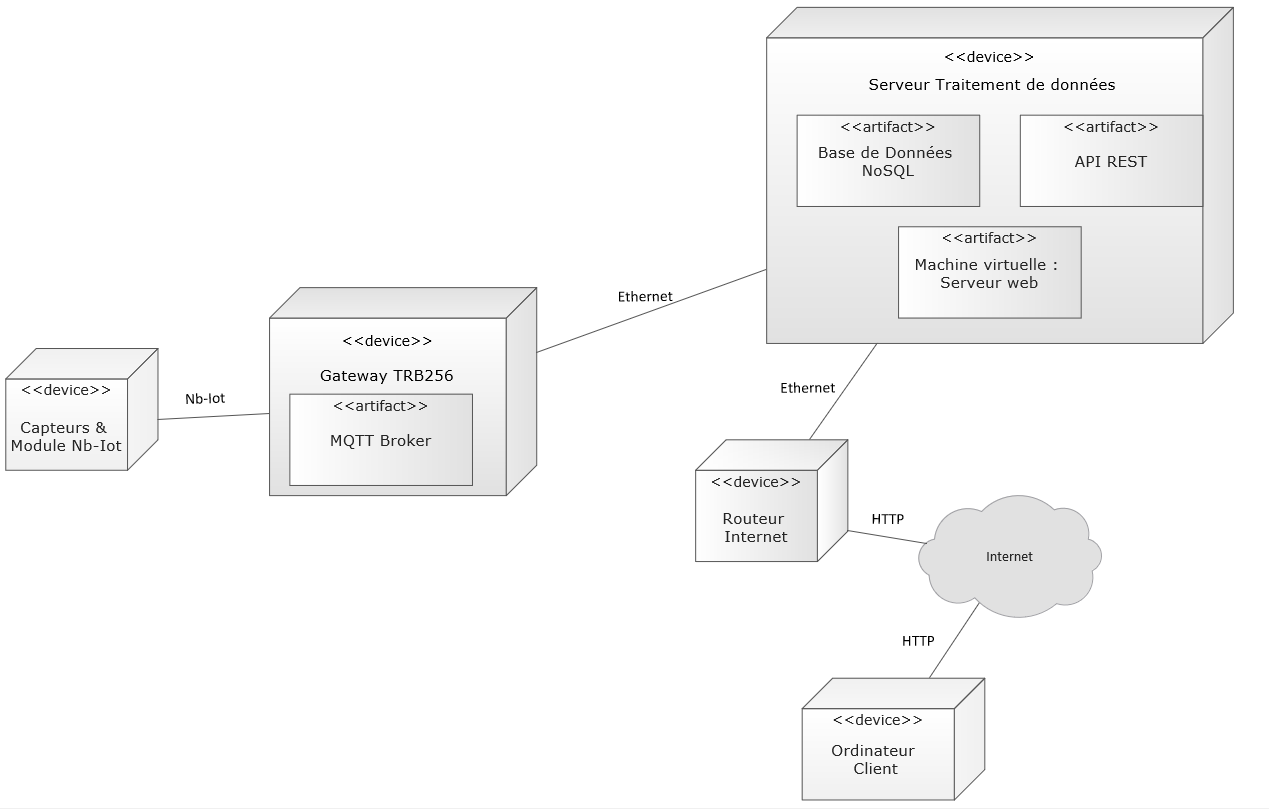 <<device>>
Serveur Traitement de données
<<artifact>>
Base de Données
NoSQL
<<artifact>>
API REST
<<artifact>>
Machine virtuelle :
Serveur web
Ethernet
<<device>>
Gateway TRB256
<<artifact>>
MQTT Broker
Nb-Iot
<<device>>
Capteurs &
Module Nb-Iot
Ethernet
<<device>>
Routeur
Internet
HTTP
Internet
HTTP
<<device>>
Ordinateur
Client